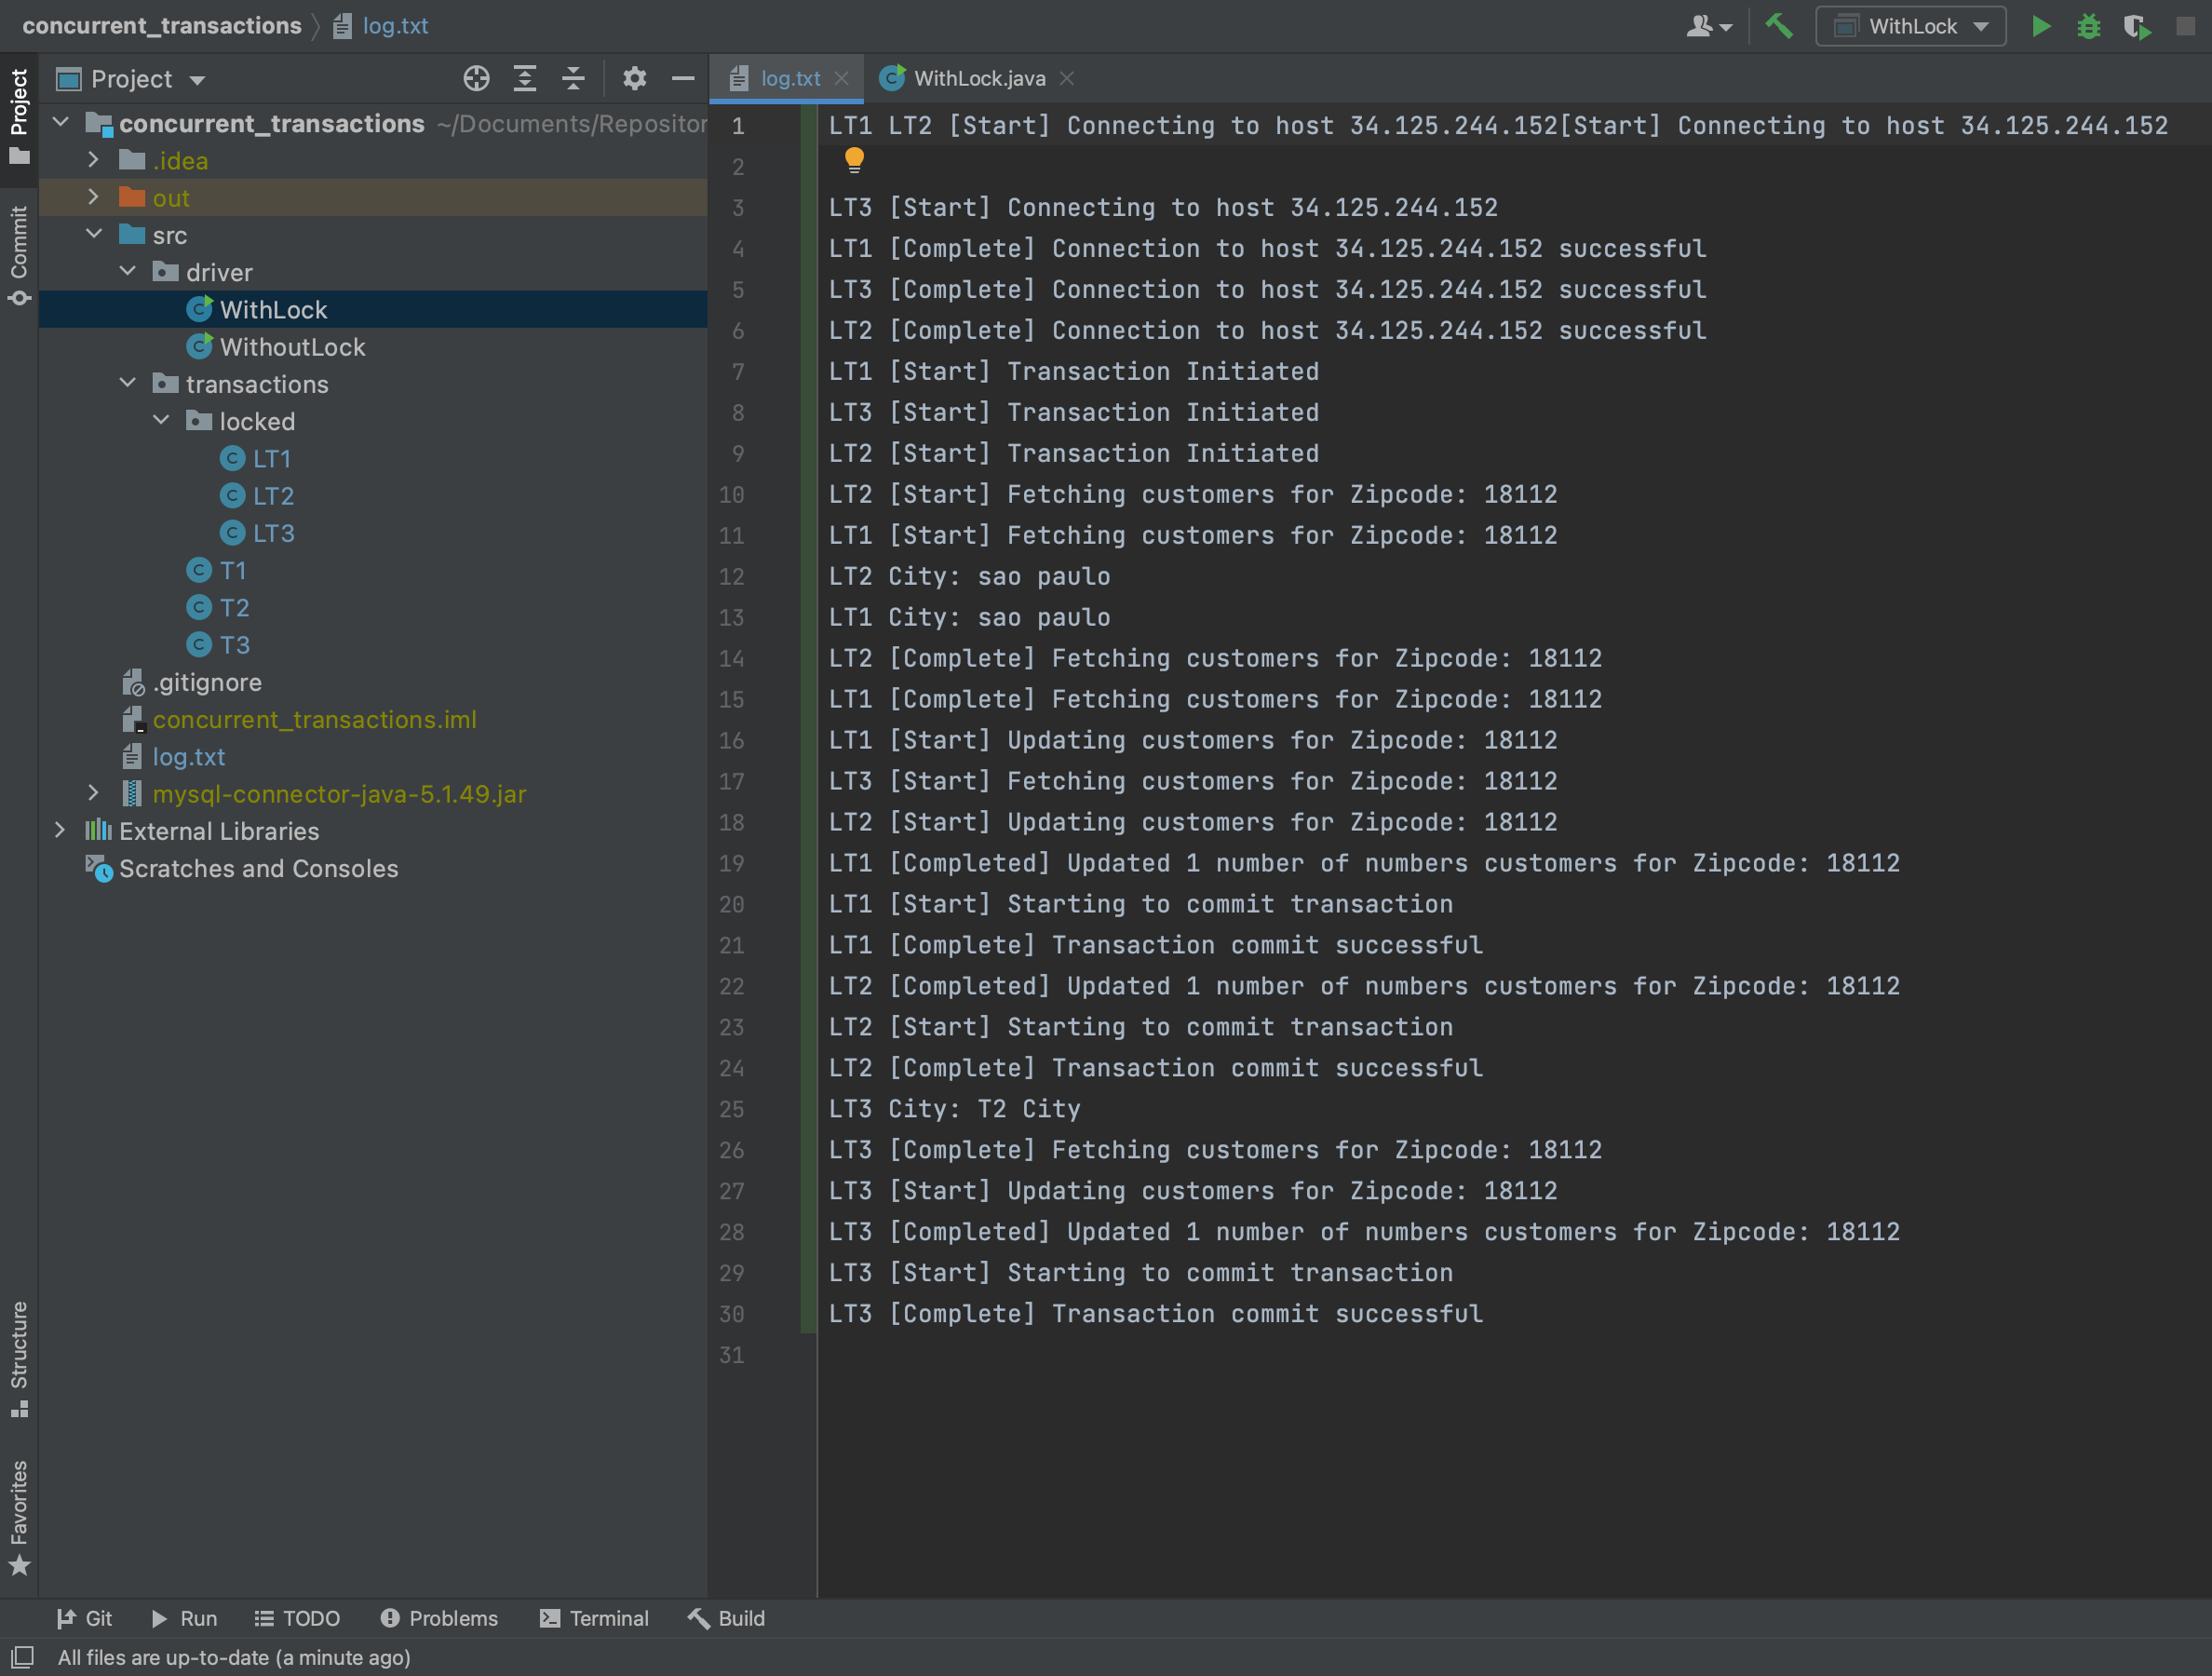 concurrent_transactions log.txt
WithLock
Project
log.txt
WithLock.java
Project
Commit
Structure
Favorites
concurrent_transactions ~/Documents/Repositor
.idea
out
src
driver
WithLock
WithoutLock
transactions
locked
LT1
LT2
LT3
T1
T2
T3
.gitignore
concurrent_transactions.iml
log.txt
mysql-connector-java-5.1.49.jar
External Libraries
Scratches and Consoles
1 LT1 LT2 [Start] Connecting to host 34.125.244.152[Start] Connecting to host 34.125.244.152
2
3 LT3 [Start] Connecting to host 34.125.244.152
4 LT1 [Complete] Connection to host 34.125.244.152 successful
5 LT3 [Complete] Connection to host 34.125.244.152 successful
6 LT2 [Complete] Connection to host 34.125.244.152 successful
7 LT1 [Start] Transaction Initiated
8 LT3 [Start] Transaction Initiated
9 LT2 [Start] Transaction Initiated
10 LT2 [Start] Fetching customers for Zipcode: 18112
11 LT1 [Start] Fetching customers for Zipcode: 18112
12 LT2 City: sao paulo
13 LT1 City: sao paulo
14 LT2 [Complete] Fetching customers for Zipcode: 18112
15 LT1 [Complete] Fetching customers for Zipcode: 18112
16 LT1 [Start] Updating customers for Zipcode: 18112
17 LT3 [Start] Fetching customers for Zipcode: 18112
18 LT2 [Start] Updating customers for Zipcode: 18112
19 LT1 [Completed] Updated 1 number of numbers customers for Zipcode: 18112
20 LT1 [Start] Starting to commit transaction
21 LT1 [Complete] Transaction commit successful
22 LT2 [Completed] Updated 1 number of numbers customers for Zipcode: 18112
23 LT2 [Start] Starting to commit transaction
24 LT2 [Complete] Transaction commit successful
25 LT3 City: T2 City
26 LT3 [Complete] Fetching customers for Zipcode: 18112
27 LT3 [Start] Updating customers for Zipcode: 18112
28 LT3 [Completed] Updated 1 number of numbers customers for Zipcode: 18112
29 LT3 [Start] Starting to commit transaction
30 LT3 [Complete] Transaction commit successful
31
Git Run TODO Problems Terminal Build
All files are up-to-date (a minute ago)